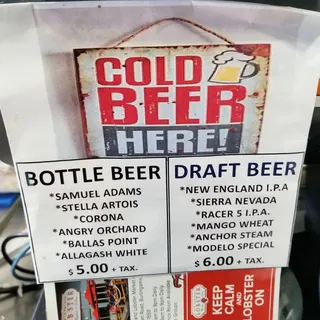 COLD
BEER
HERE!
BOTTLE BEER
*SAMUEL ADAMS
*STELLA ARTOIS
*CORONA
*ANGRY ORCHARD
*BALLAS POINT
*ALLAGASH WHITE
$ 5.00 + TAX.
DRAFT BEER
*NEW ENGLAND I.P.A
*SIERRA NEVADA
*RACER 5 I.P.A.
*MANGO WHEAT
*ANCHOR STEAM
*MODELO SPECIAL
$ 6.00 + TAX.
LOBSTER
KEEP
CALM
AND
LOBSTER
ON